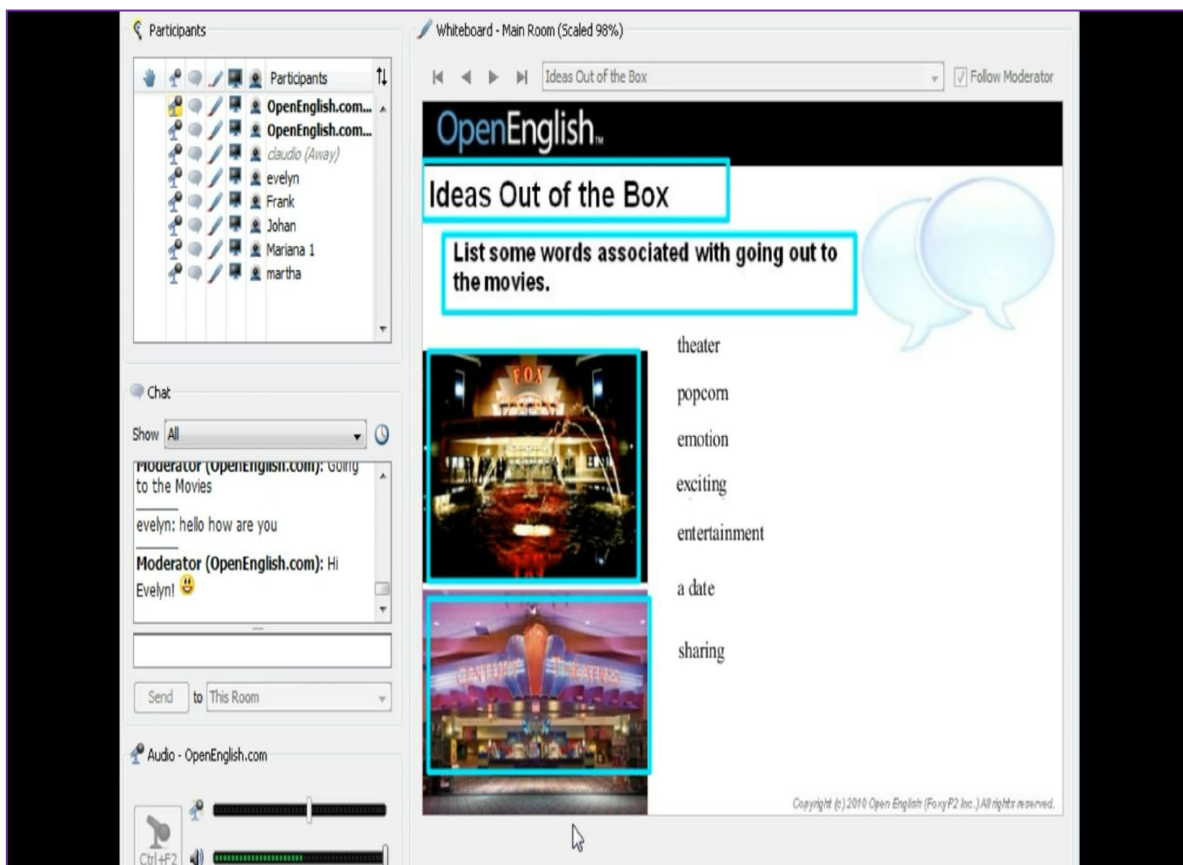 Participants
Participants
OpenEnglish.com...
OpenEnglish.com...
claudio (Away)
evelyn
Frank
Johan
Mariana 1
martha
Chat
Show All
Moderator (OpenEnglish.com): Going
to the Movies
evelyn: hello how are you
Moderator (OpenEnglish.com): Hi
Evelyn!
Send to This Room
Audio - OpenEnglish.com
Ctrl+F2
Whiteboard - Main Room (Scaled 98%)
Ideas Out of the Box
Follow Moderator
OpenEnglish™
Ideas Out of the Box
List some words associated with going out to
the movies.
FOX
CENTURY THEATRES
theater
popcorn
emotion
exciting
entertainment
a date
sharing
Copyright (c) 2010 Open English (FoxyP2 Inc.) All rights reserved.